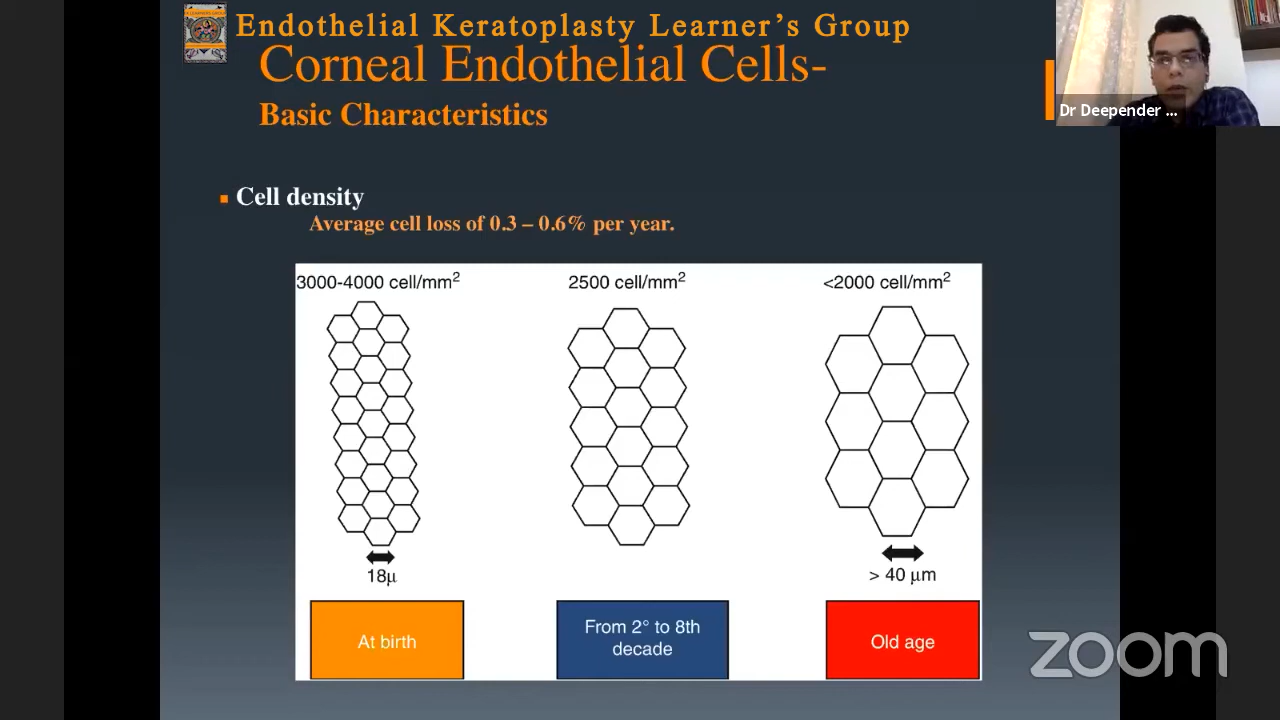 Endothelial Keratoplasty Learner's Group
Corneal Endothelial Cells-
Basic Characteristics
Dr Deepender ...
Cell density
Average cell loss of 0.3 – 0.6% per year.
3000-4000 cell/mm²
2500 cell/mm²
<2000 cell/mm²
18μ
> 40 μm
At birth
From 2° to 8th
decade
Old age
zoom